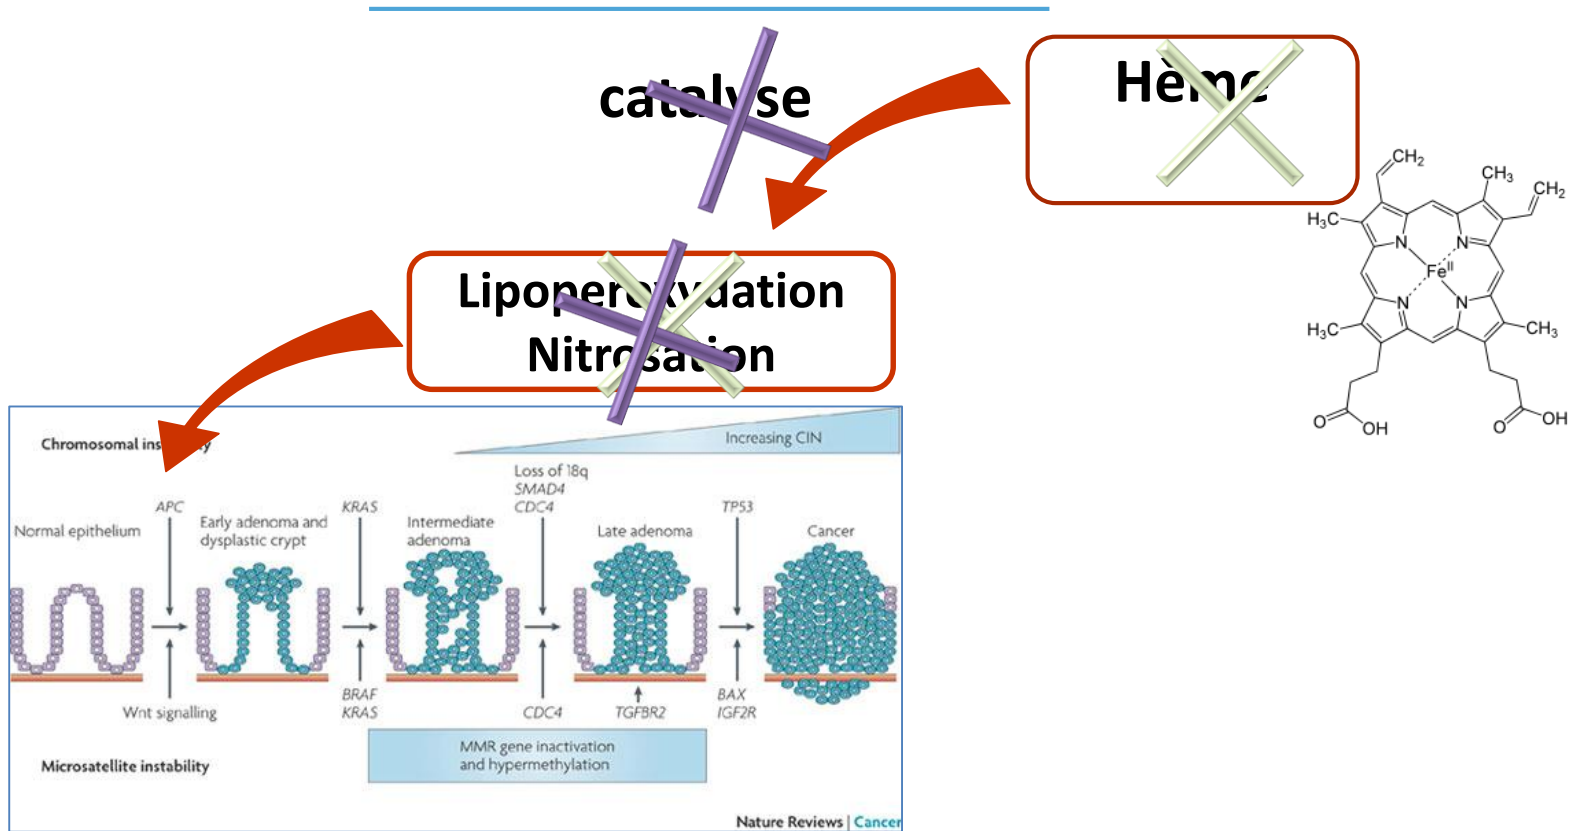 catalyse
Hème
Lipoperoxydation
Nitrosation
CH2
CH3
CH2
H3C
N
N
FeII
N
N
H3C
CH3
O
OH
O
OH
Chromosomal instability
Increasing CIN
Loss of 18q
SMAD4
CDC4
APC
KRAS
TP53
Normal epithelium
Early adenoma and
dysplastic crypt
Intermediate
adenoma
Late adenoma
Cancer
Wnt signalling
BRAF
KRAS
CDC4
TGFBR2
BAX
IGF2R
MMR gene inactivation
and hypermethylation
Microsatellite instability
Nature Reviews | Cancer